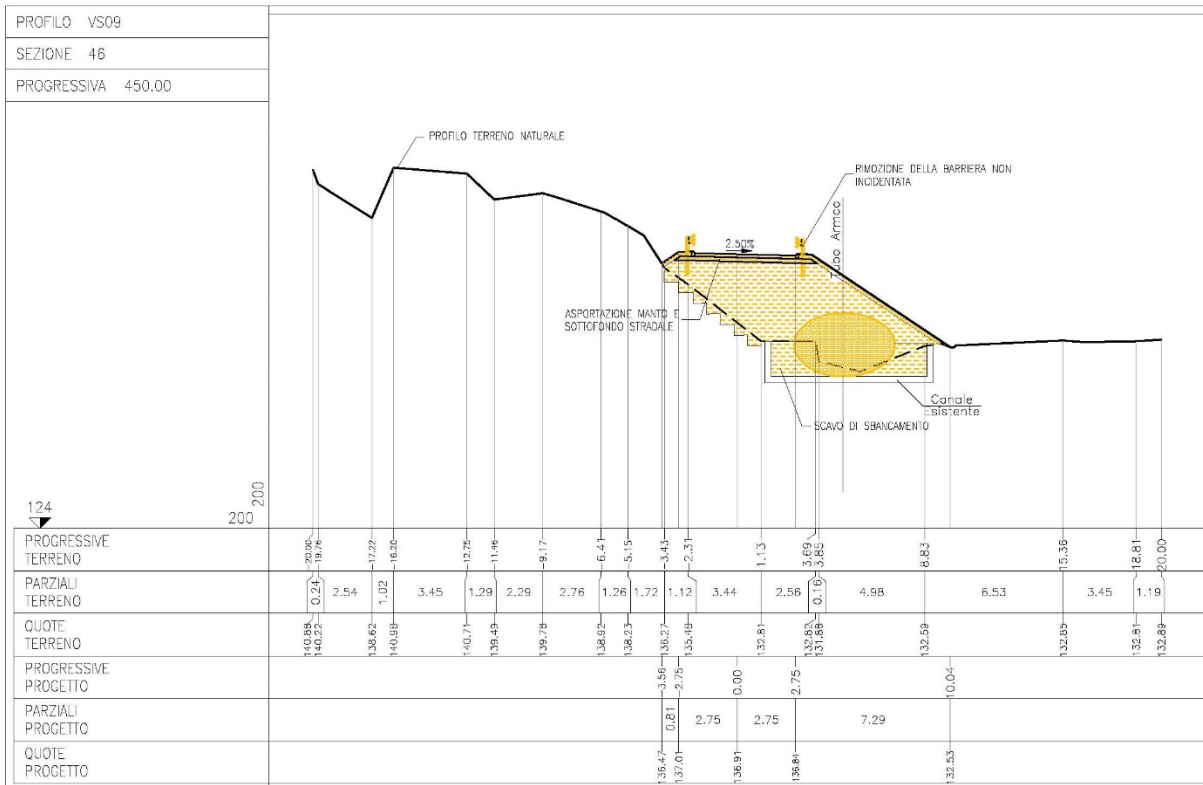 PROFILO VS09
SEZIONE 46
PROGRESSIVA 450.00
PROFILO TERRENO NATURALE
RIMOZIONE DELLA BARRIERA NON
INCIDENTATA
Tubo Armco
2.50%
ASPORTAZIONE MANTO E
SOTTOFONDO STRADALE
Canale
esistente
SCAVO DI SBANCAMENTO
124
200
200
PROGRESSIVE
TERRENO
-20.00 -19.76 -17.22 -16.20 -12.75 -11.46 -9.17 -6.41 -5.15 -3.43 -2.31 1.13 3.69 3.85 8.83 15.36 18.81 20.00
PARZIALI
TERRENO
0.24 2.54 1.02 3.45 1.29 2.29 2.76 1.26 1.72 1.12 3.44 2.56 0.16 4.98 6.53 3.45 1.19
QUOTE
TERRENO
140.88 140.22 138.62 140.98 140.71 139.49 139.78 138.92 138.23 136.27 135.48 132.81 132.82 131.88 132.59 132.85 132.81 132.89
PROGRESSIVE
PROGETTO
-3.56 -2.75 0.00 2.75 10.04
PARZIALI
PROGETTO
0.81 2.75 2.75 7.29
QUOTE
PROGETTO
136.47 137.01 136.91 136.84 132.53